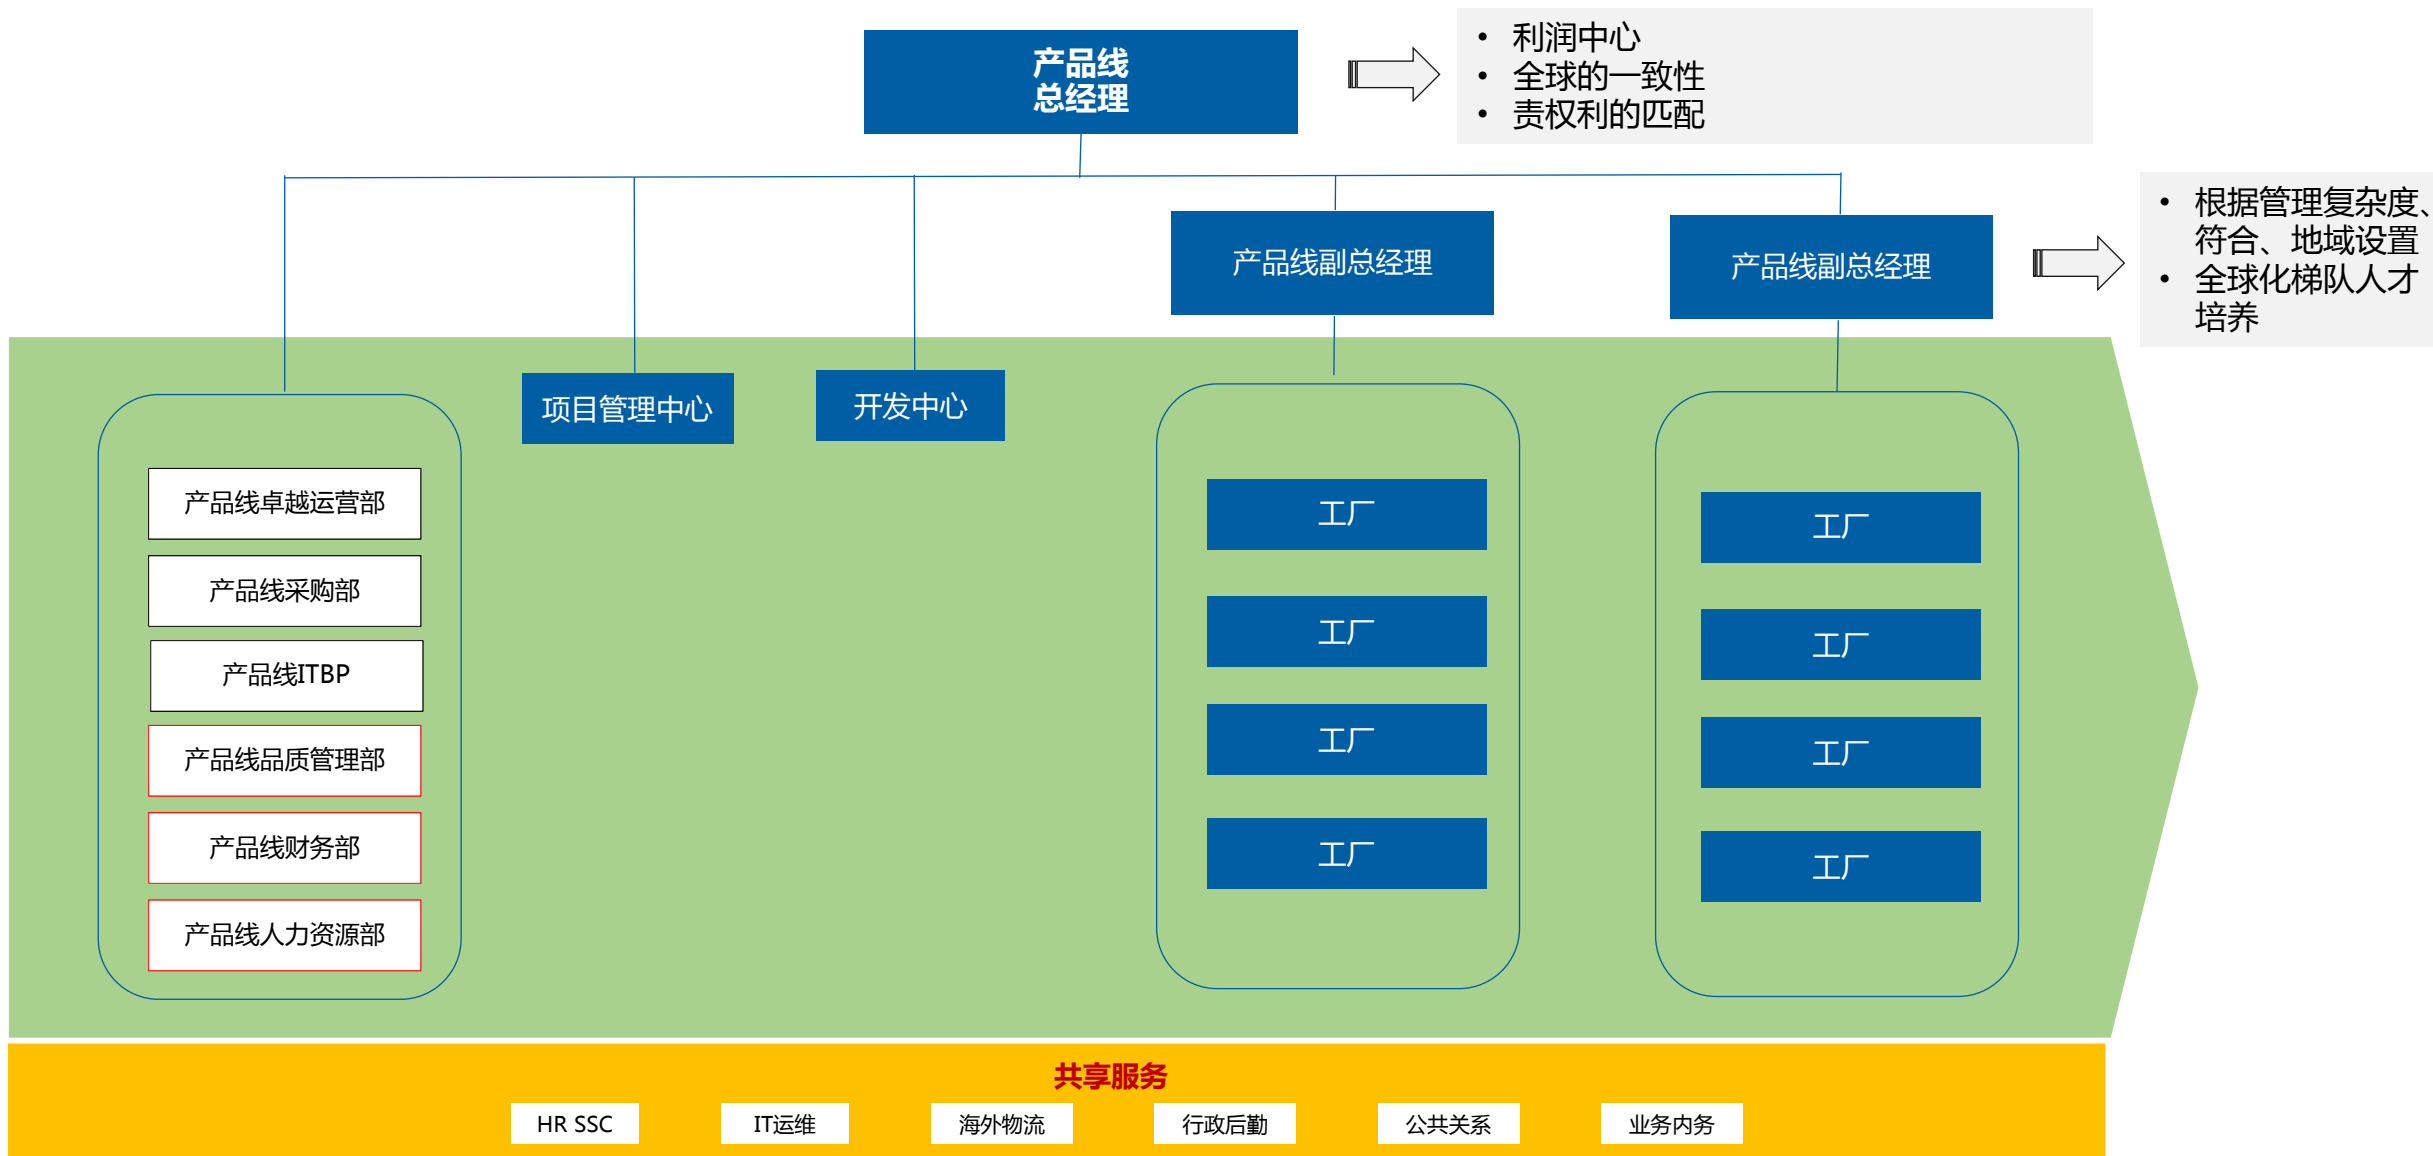 产品线
总经理
• 利润中心
• 全球的一致性
• 责权利的匹配
产品线副总经理
产品线副总经理
• 根据管理复杂度、
符合、地域设置
• 全球化梯队人才
培养
项目管理中心
开发中心
产品线卓越运营部
产品线采购部
产品线ITBP
产品线品质管理部
产品线财务部
产品线人力资源部
工厂
工厂
工厂
工厂
工厂
工厂
工厂
工厂
共享服务
HR SSC
IT运维
海外物流
行政后勤
公共关系
业务内务